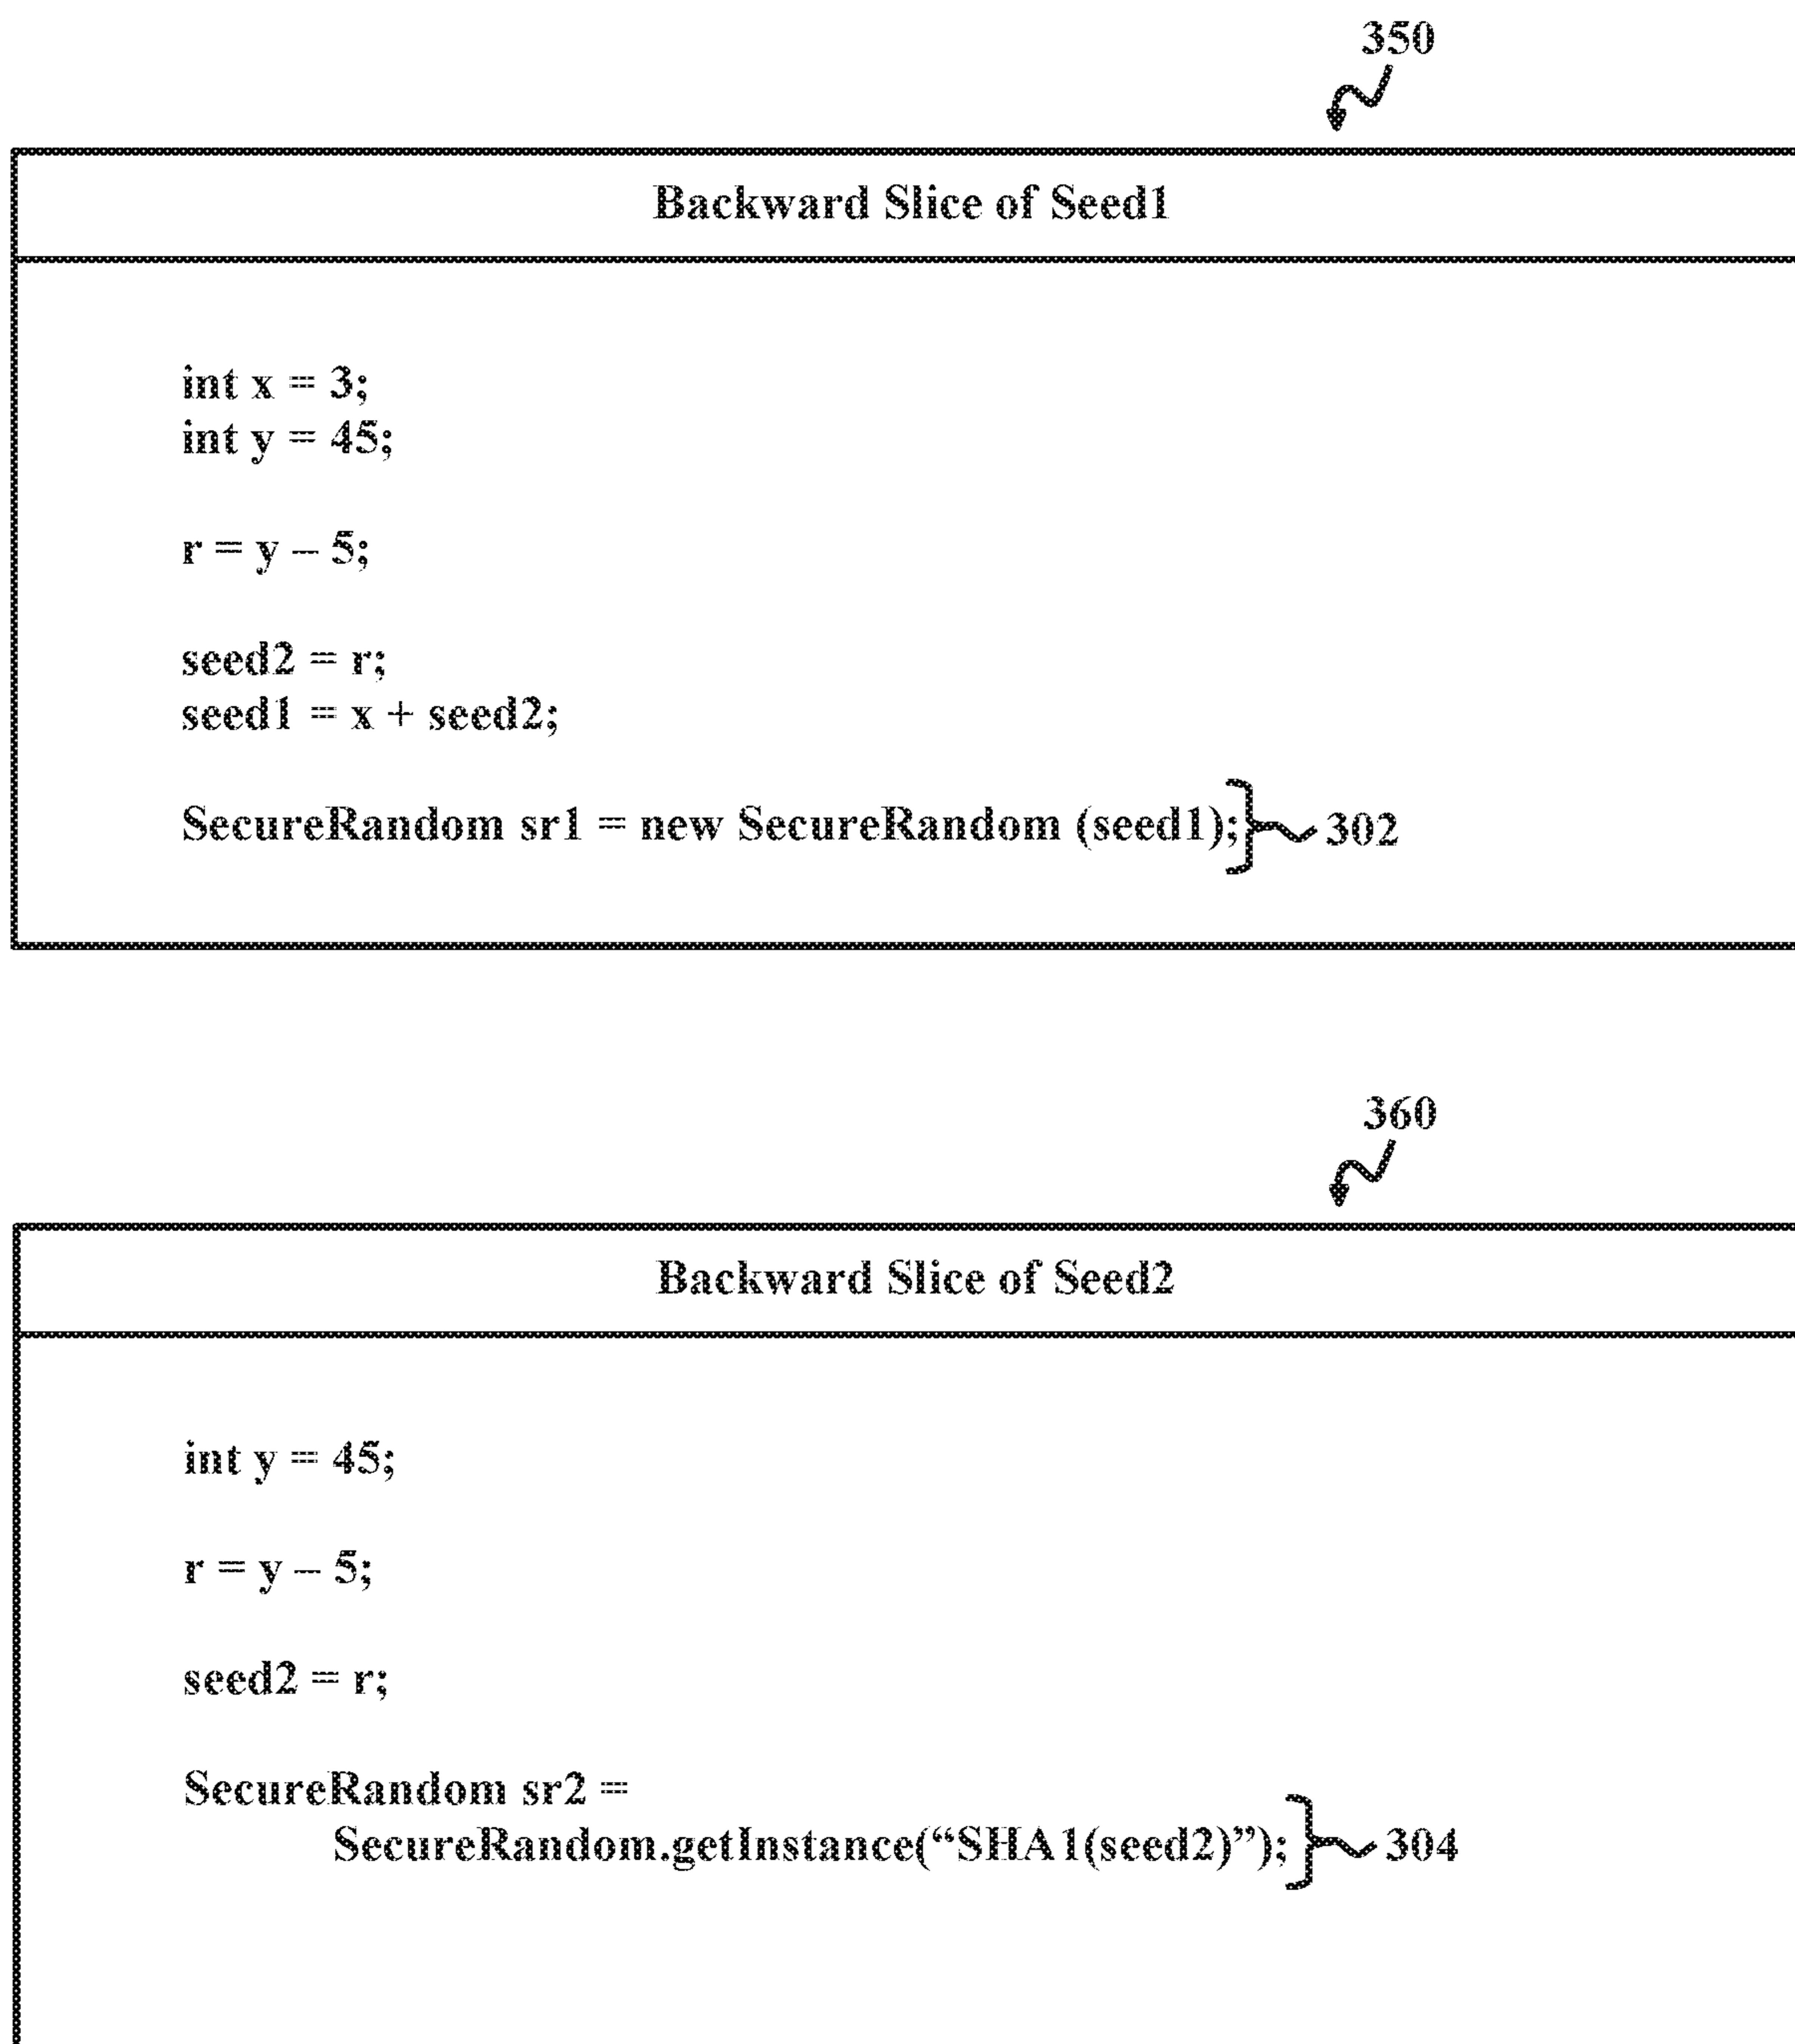 350
Backward Slice of Seed1
int x = 3;
int y = 45;
r = y – 5;
seed2 = r;
seed1 = x + seed2;
SecureRandom sr1 = new SecureRandom (seed1);
302
360
Backward Slice of Seed2
int y = 45;
r = y – 5;
seed2 = r;
SecureRandom sr2 =
SecureRandom.getInstance(“SHA1(seed2)”);
304